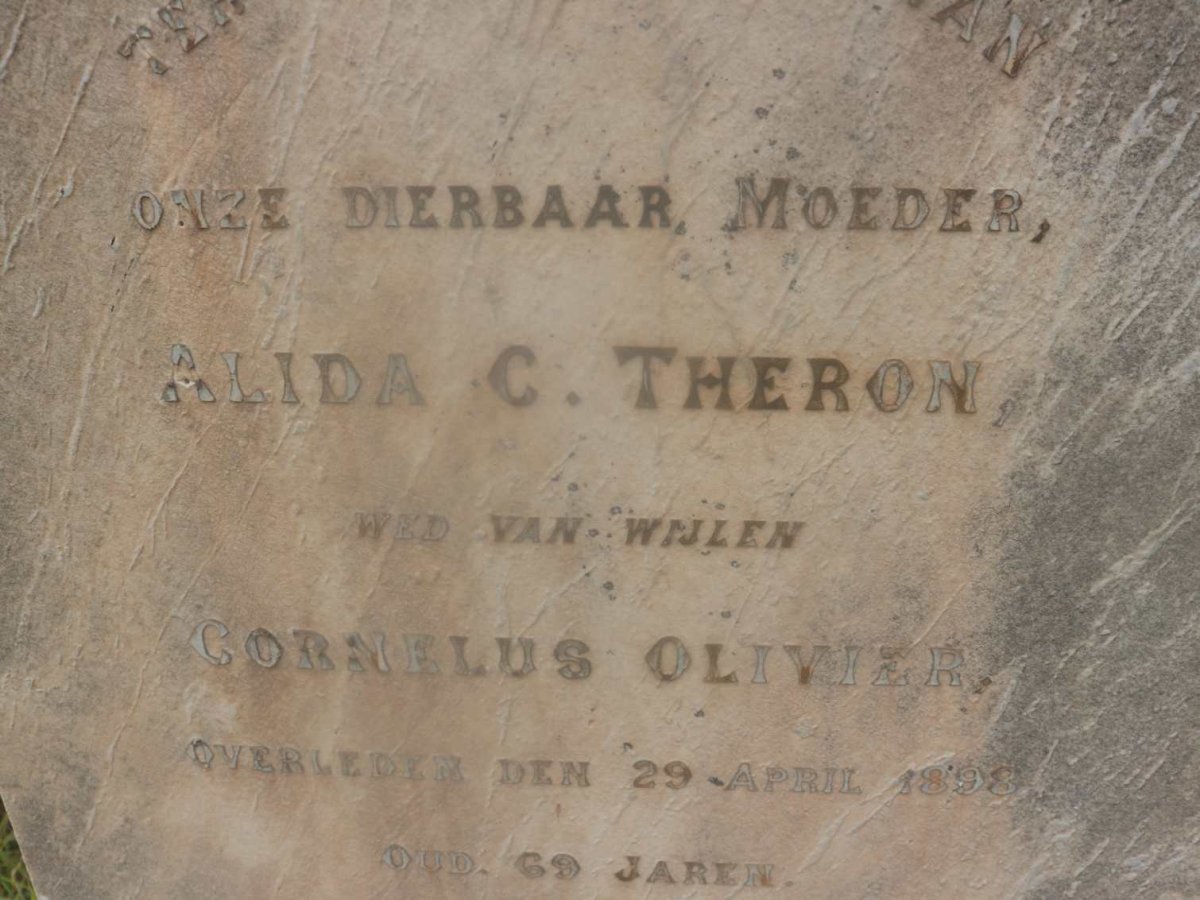 ONZE DIERBAAR MOEDER,
ALIDA C. THERON,
WED VAN WIJLEN
CORNELUS OLIVIER,
OVERLEDEN DEN 29 APRIL 1898
OUD. 69 JAREN.